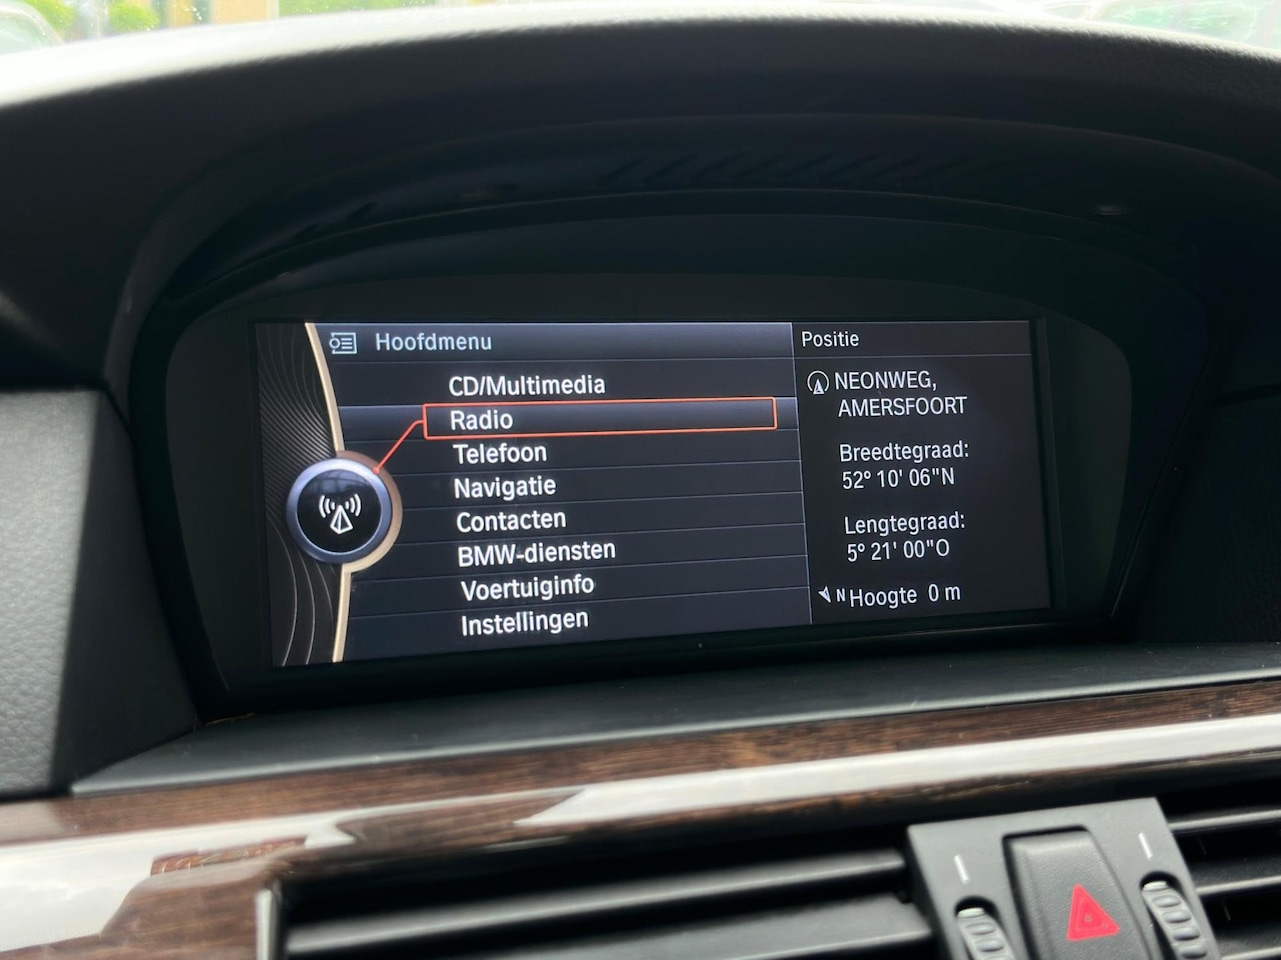 Hoofdmenu
CD/Multimedia
Radio
Telefoon
Navigatie
Contacten
BMW-diensten
Voertuiginfo
Instellingen
Positie
NEONWEG,
AMERSFOORT
Breedtegraad:
52° 10' 06"N
Lengtegraad:
5° 21' 00"O
N Hoogte 0 m